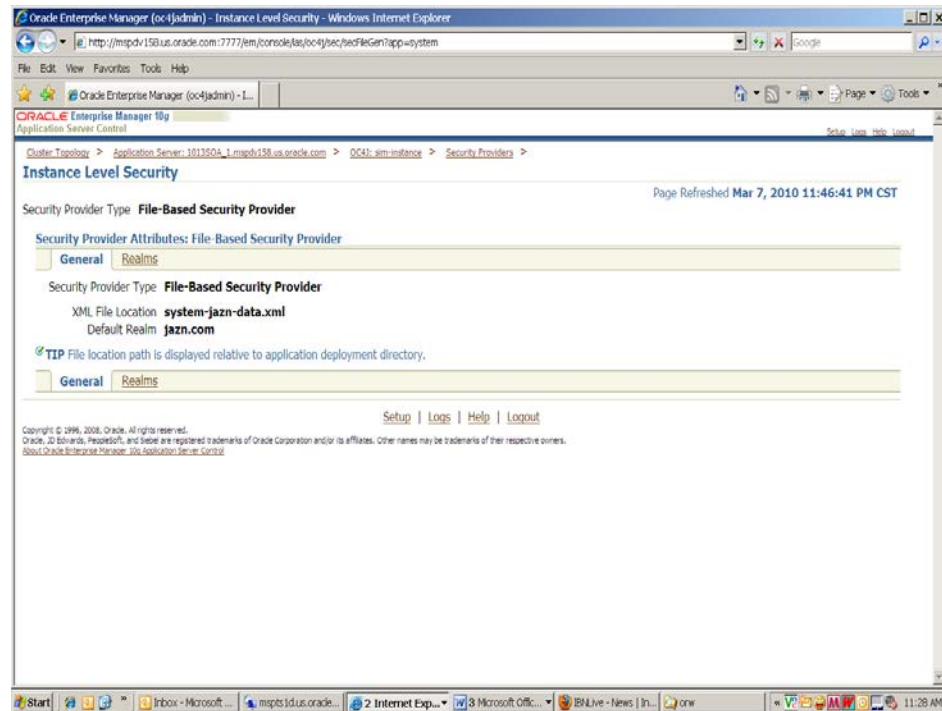 Oracle Enterprise Manager (oc4jadmin) - Instance Level Security - Windows Internet Explorer
http://mspdv158.us.oracle.com:7777/em/console/ias/oc4j/sec/secFileGen?app=system
Google
File Edit View Favorites Tools Help
Oracle Enterprise Manager (oc4jadmin) - I...
Page Tools
ORACLE Enterprise Manager 10g
Application Server Control
Setup Logs Help Logout
Cluster Topology > Application Server: 1013SOA_1.mspdv158.us.oracle.com > OC4J: sim-instance > Security Providers >
Instance Level Security
Page Refreshed Mar 7, 2010 11:46:41 PM CST
Security Provider Type File-Based Security Provider
Security Provider Attributes: File-Based Security Provider
General Realms
Security Provider Type File-Based Security Provider
XML File Location system-jazn-data.xml
Default Realm jazn.com
TIP File location path is displayed relative to application deployment directory.
General Realms
Setup | Logs | Help | Logout
Copyright © 1996, 2008, Oracle. All rights reserved.
Oracle, JD Edwards, PeopleSoft, and Siebel are registered trademarks of Oracle Corporation and/or its affiliates. Other names may be trademarks of their respective owners.
About Oracle Enterprise Manager 10g Application Server Control
Start Inbox - Microsoft ... mspts1d.us.oracle... 2 Internet Exp... 3 Microsoft Offic... IBNLive - News | In... orw 11:28 AM